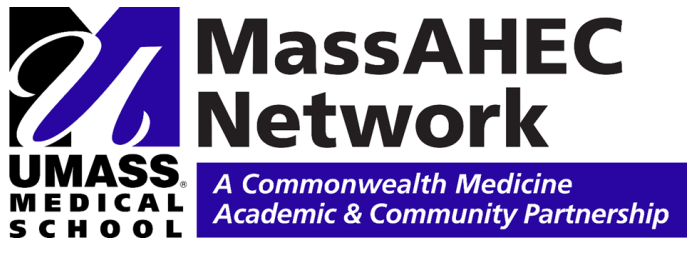 UMASS®
MEDICAL
SCHOOL
MassAHEC
Network
A Commonwealth Medicine
Academic & Community Partnership